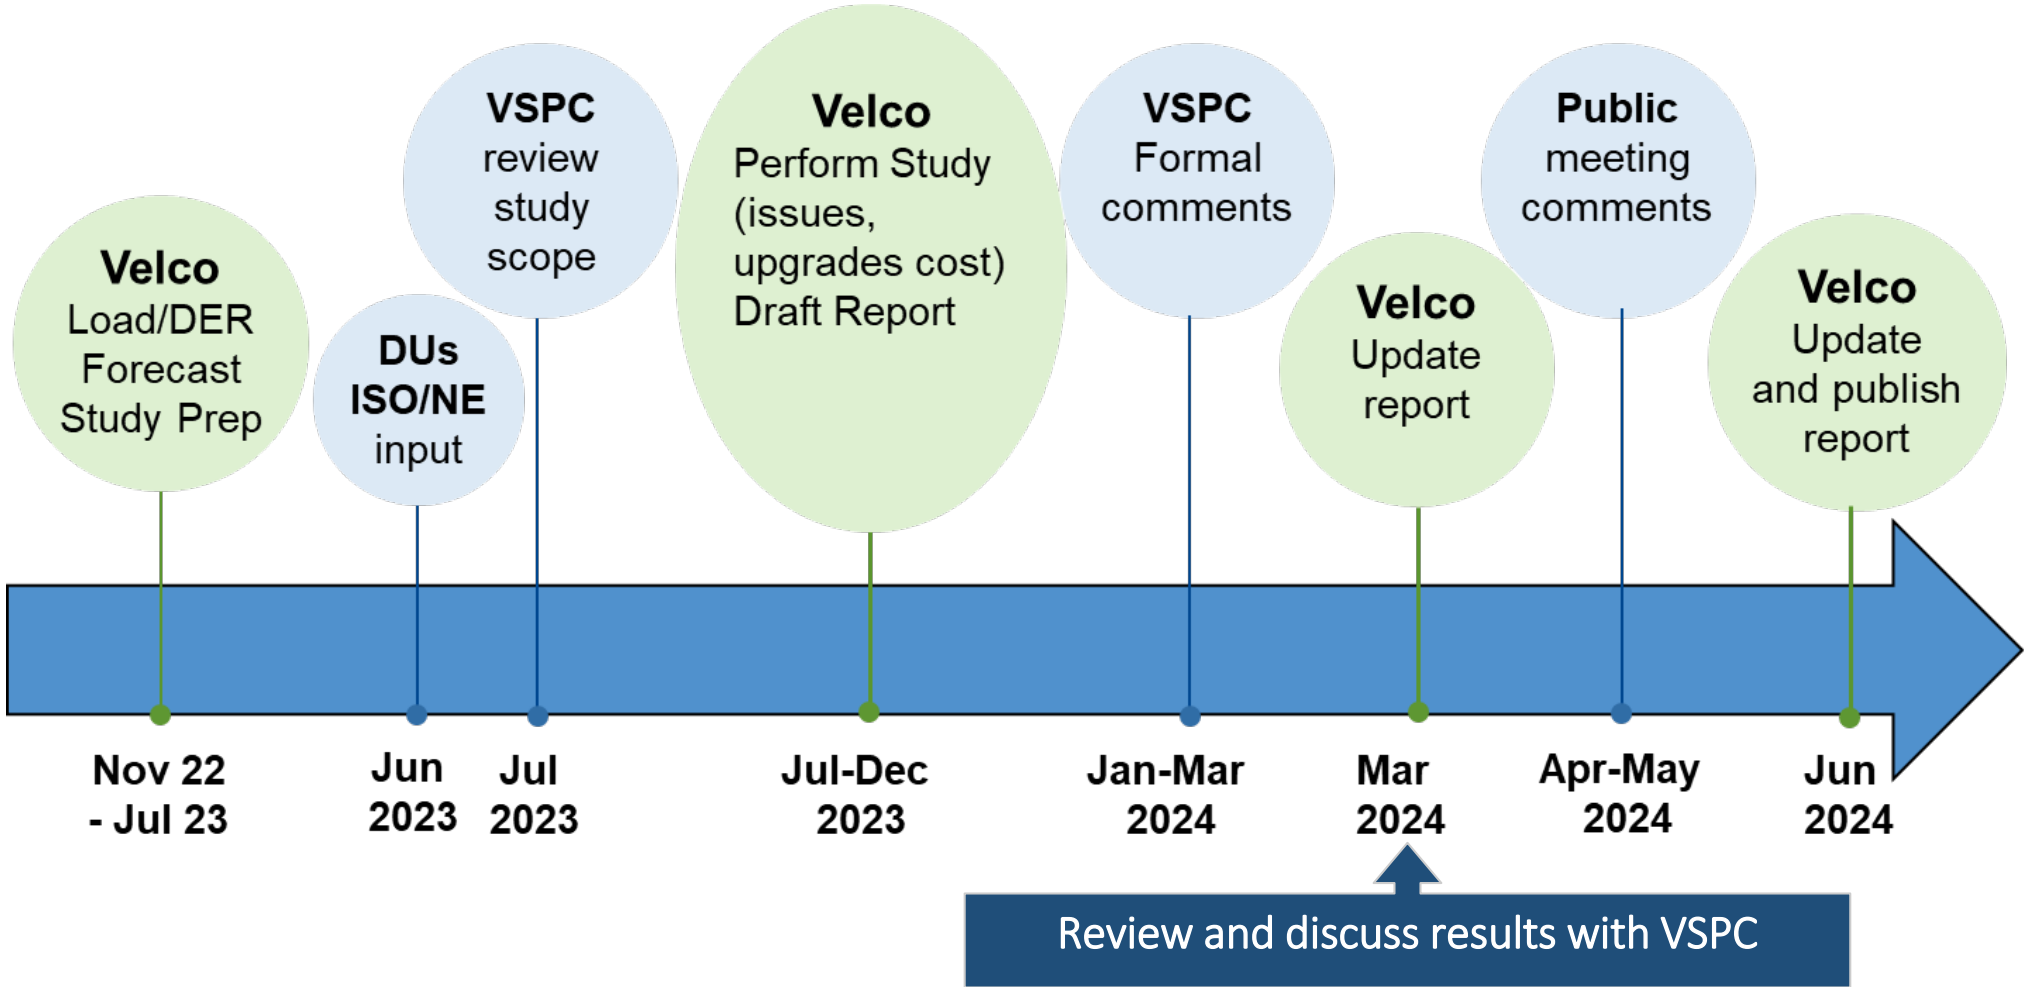 Velco
Load/DER
Forecast
Study Prep
DUs
ISO/NE
input
VSPC
review
study
scope
Velco
Perform Study
(issues,
upgrades cost)
Draft Report
VSPC
Formal
comments
Velco
Update
report
Public
meeting
comments
Velco
Update
and publish
report
Nov 22
- Jul 23
Jun
2023
Jul
2023
Jul-Dec
2023
Jan-Mar
2024
Mar
2024
Apr-May
2024
Jun
2024
Review and discuss results with VSPC